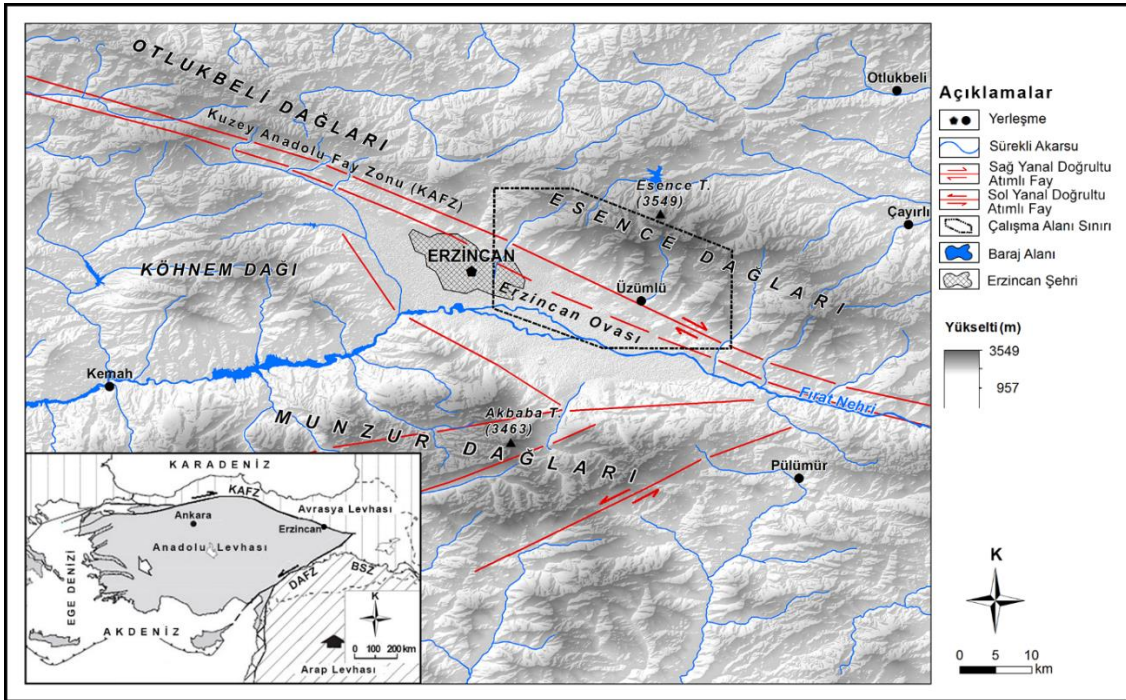 OTLUKBELİ DAĞLARI
Kuzey Anadolu Fay Zonu (KAFZ)
Otlukbeli
Esence T.
(3549)
ESENCE DAĞLARI
Çayırlı
KÖHNEM DAĞI
ERZİNCAN
Üzümlü
Erzincan Ovası
Kemah
Fırat Nehri
Akbaba T.
(3463)
MUNZUR DAĞLARI
Pülümür
Açıklamalar
Yerleşme
Sürekli Akarsu
Sağ Yanal Doğrultu
Atımlı Fay
Sol Yanal Doğrultu
Atımlı Fay
Çalışma Alanı Sınırı
Baraj Alanı
Erzincan Şehri
Yükselti (m)
3549
957
K
0 5 10
km
KARADENİZ
KAFZ
Avrasya Levhası
Ankara
Erzincan
Anadolu Levhası
EGE DENİZİ
DAFZ
BSZ
AKDENİZ
K
0 100 200 km
Arap Levhası